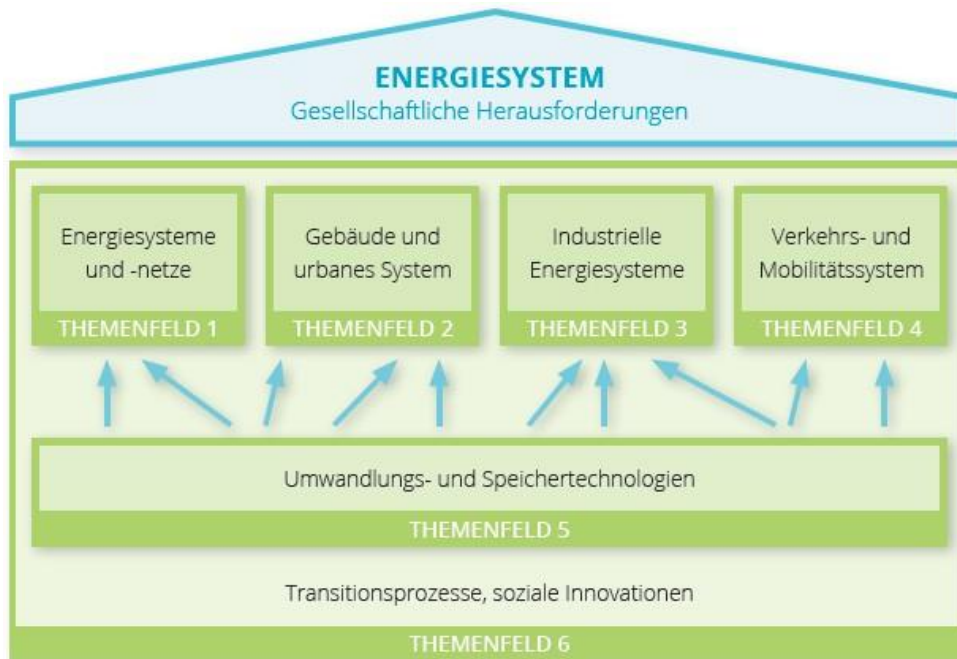 ENERGIESYSTEM
Gesellschaftliche Herausforderungen
Energiesysteme
und -netze
THEMENFELD 1
Gebäude und
urbanes System
THEMENFELD 2
Industrielle
Energiesysteme
THEMENFELD 3
Verkehrs- und
Mobilitätssystem
THEMENFELD 4
Umwandlungs- und Speichertechnologien
THEMENFELD 5
Transitionsprozesse, soziale Innovationen
THEMENFELD 6